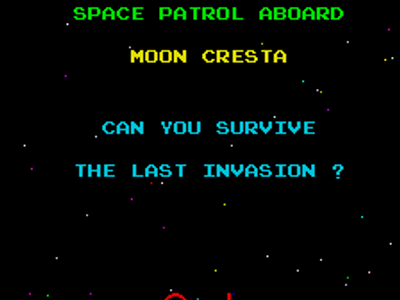 SPACE PATROL ABOARD
MOON CRESTA
CAN YOU SURVIVE
THE LAST INVASION ?